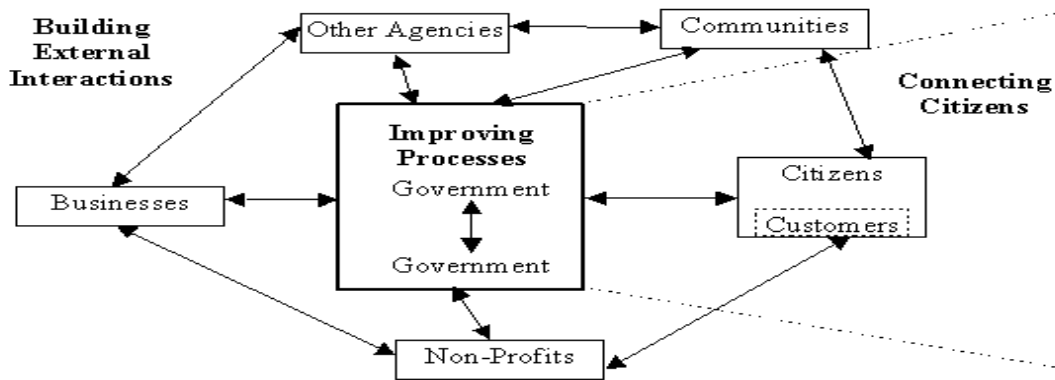 Building
External
Interactions
Other Agencies
Communities
Connecting
Citizens
Improving
Processes
Government
Government
Businesses
Citizens
Customers
Non-Profits